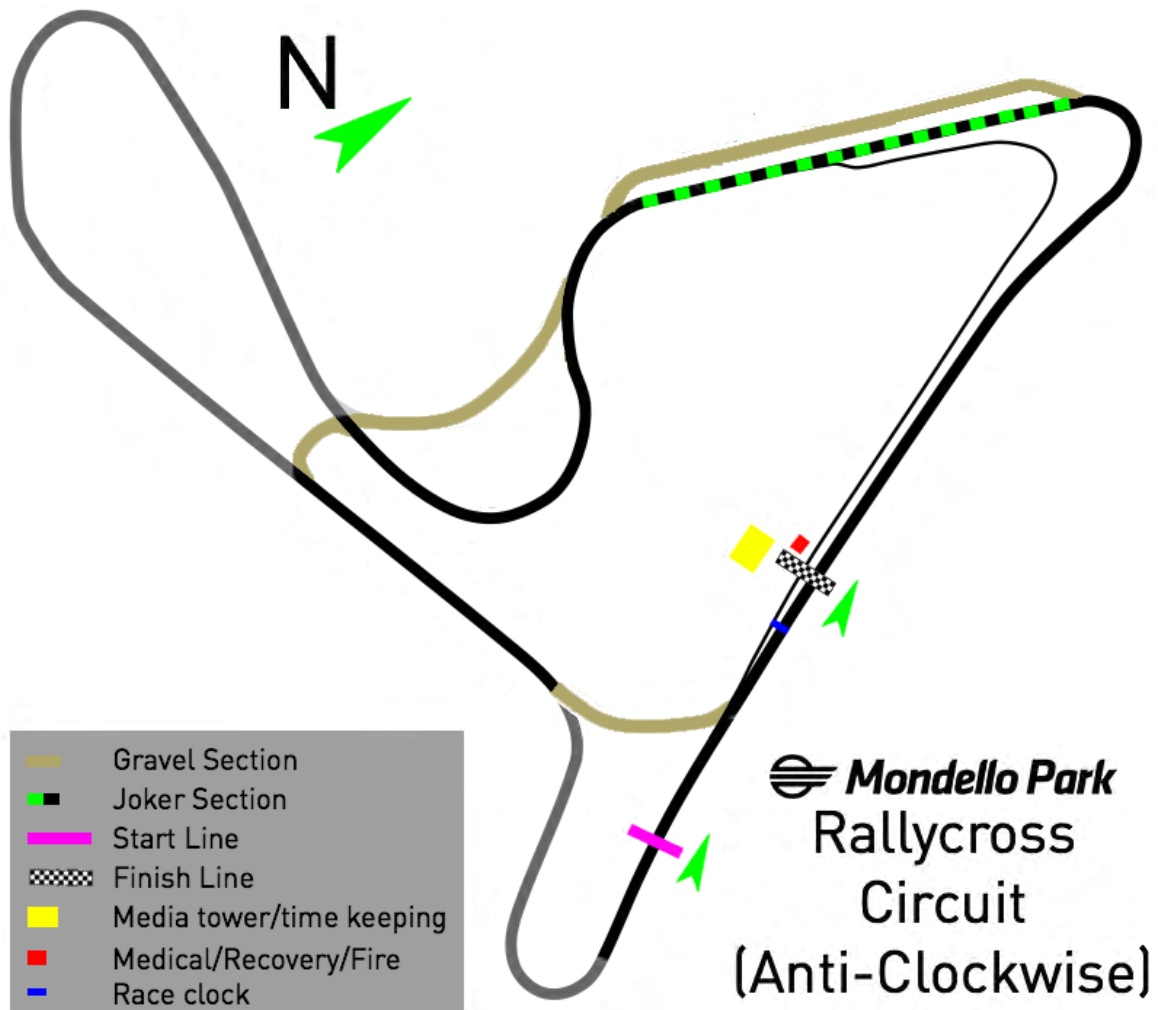 N
Gravel Section
Joker Section
Start Line
Finish Line
Media tower/time keeping
Medical/Recovery/Fire
Race clock
Mondello Park
Rallycross
Circuit
(Anti-Clockwise)